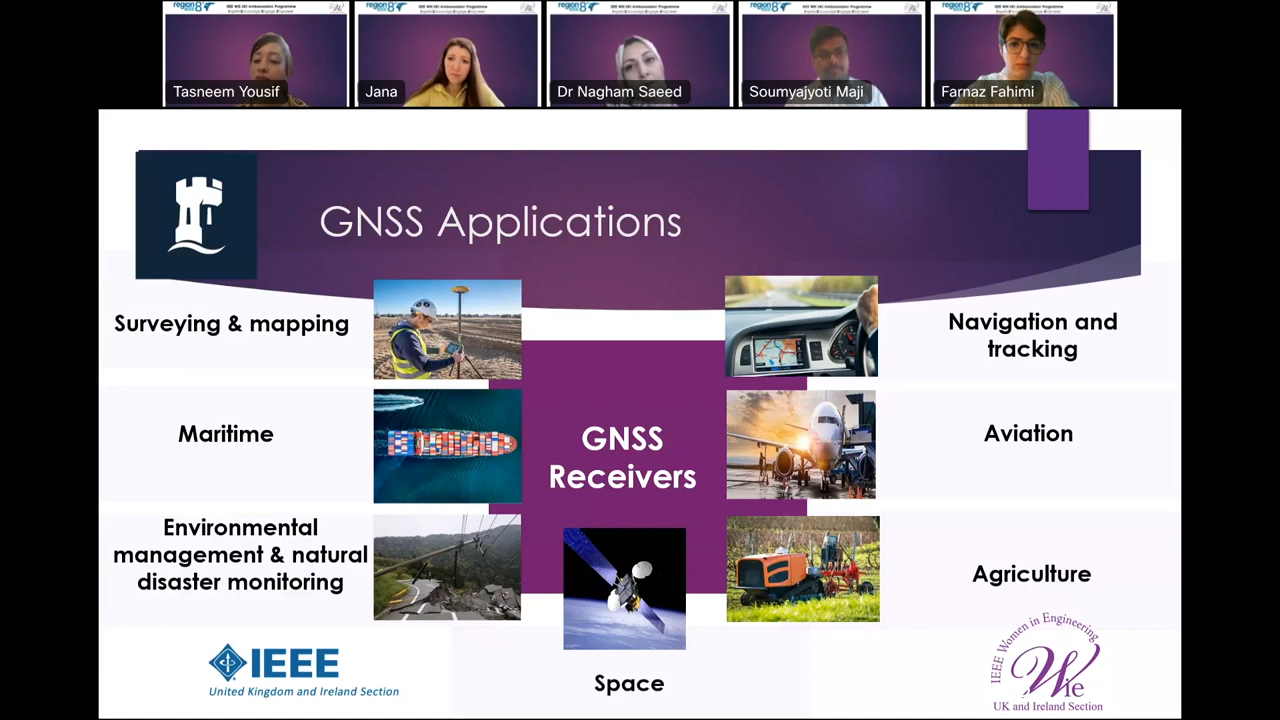 Tasneem Yousif
Jana
Dr Nagham Saeed
Soumyajyoti Maji
Farnaz Fahimi
GNSS Applications
Surveying & mapping
Navigation and
tracking
Maritime
GNSS
Receivers
Aviation
Environmental
management & natural
disaster monitoring
Agriculture
Space
IEEE
United Kingdom and Ireland Section
IEEE Women in Engineering
Wie
UK and Ireland Section